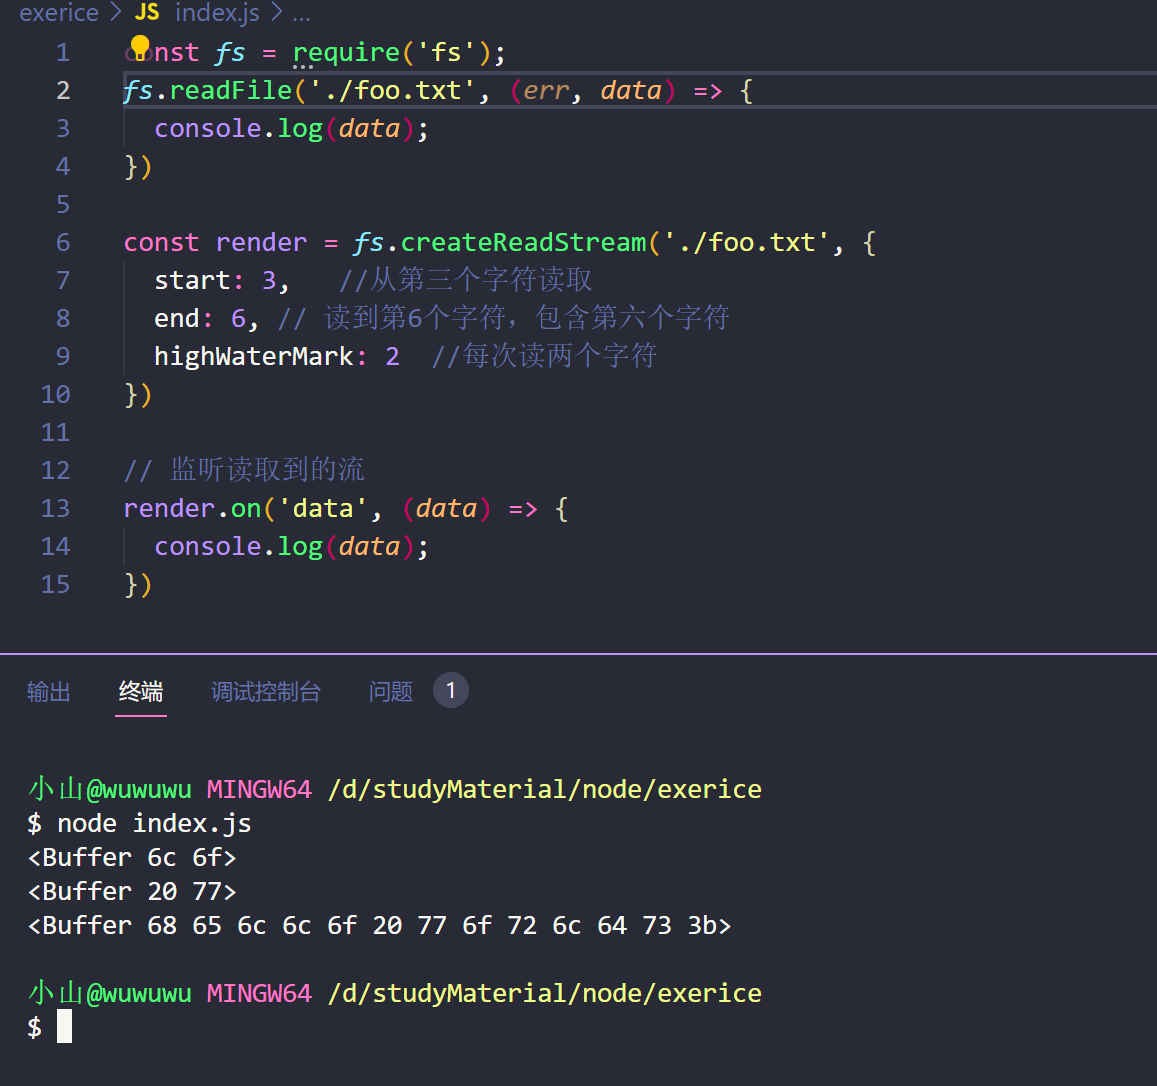 exerice > JS index.js > ...
1 const fs = require('fs');
2 fs.readFile('./foo.txt', (err, data) => {
3   console.log(data);
4 })
5
6 const render = fs.createReadStream('./foo.txt', {
7   start: 3,   //从第三个字符读取
8   end: 6, // 读到第6个字符，包含第六个字符
9   highWaterMark: 2  //每次读两个字符
10 })
11
12 // 监听读取到的流
13 render.on('data', (data) => {
14   console.log(data);
15 })
输出 终端 调试控制台 问题 1
小山@wuwuwu MINGW64 /d/studyMaterial/node/exerice
$ node index.js
<Buffer 6c 6f>
<Buffer 20 77>
<Buffer 68 65 6c 6c 6f 20 77 6f 72 6c 64 73 3b>
小山@wuwuwu MINGW64 /d/studyMaterial/node/exerice
$